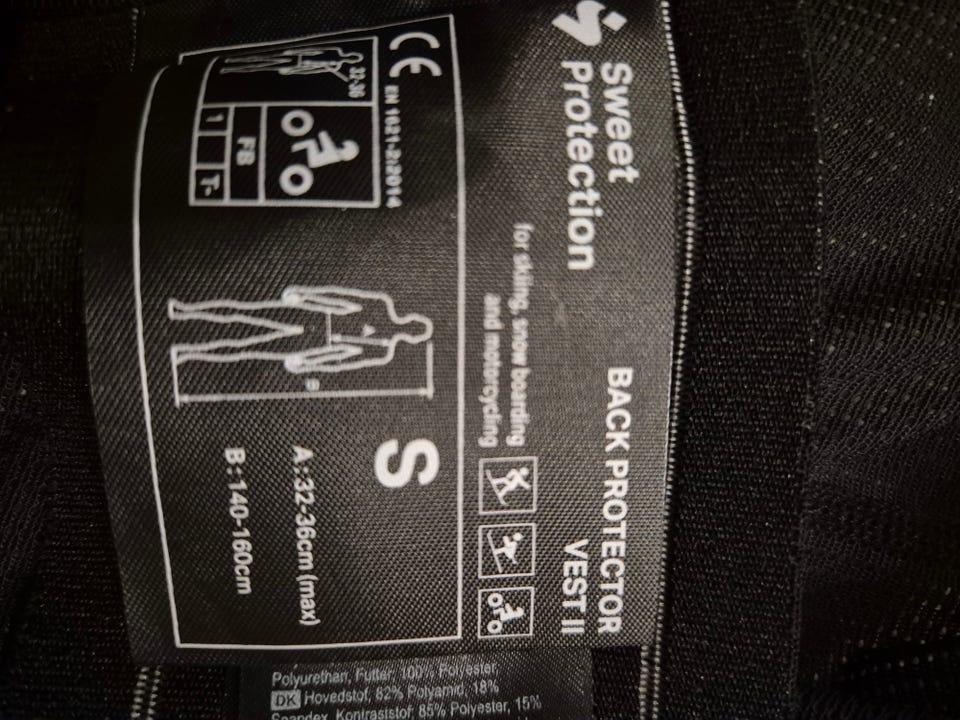 Sweet
Protection
BACK PROTECTOR
VEST II
for skiing, snow boarding
and motorcycling
CE EN 1621-2:2014
32-36
FB
1
T-
S
A
B
A:32-36cm (max)
B:140-160cm
Polyurethan, Futter, 100% Polyester
DK Hovedstof, 82% Polyamid, 18%
Spandex, Kontraststof: 85% Polyester, 15%